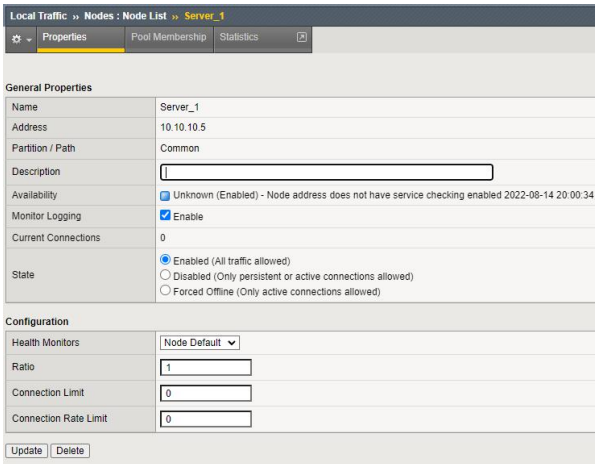 Local Traffic » Nodes : Node List » Server_1
Properties Pool Membership Statistics
General Properties
Name Server_1
Address 10.10.10.5
Partition / Path Common
Description
Availability Unknown (Enabled) - Node address does not have service checking enabled 2022-08-14 20:00:34
Monitor Logging Enable
Current Connections 0
State
Enabled (All traffic allowed)
Disabled (Only persistent or active connections allowed)
Forced Offline (Only active connections allowed)
Configuration
Health Monitors Node Default
Ratio 1
Connection Limit 0
Connection Rate Limit 0
Update Delete